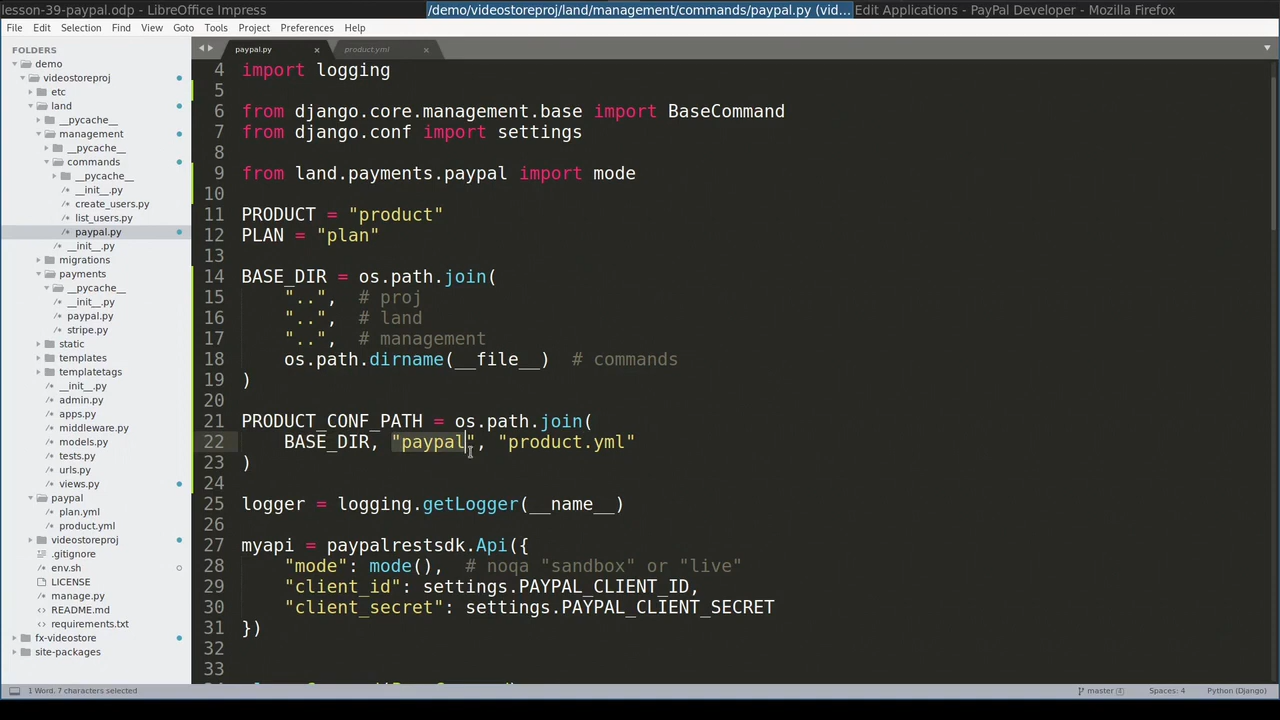 lesson-39-paypal.odp - LibreOffice Impress
/demo/videostoreproj/land/management/commands/paypal.py (vid...
Edit Applications - PayPal Developer - Mozilla Firefox
File Edit Selection Find View Goto Tools Project Preferences Help
FOLDERS
demo
videostoreproj
etc
land
__pycache__
management
__pycache__
commands
__pycache__
__init__.py
create_users.py
list_users.py
paypal.py
__init__.py
migrations
payments
__pycache__
__init__.py
paypal.py
stripe.py
static
templates
templatetags
__init__.py
admin.py
apps.py
middleware.py
models.py
tests.py
urls.py
views.py
paypal
plan.yml
product.yml
videostoreproj
.gitignore
env.sh
LICENSE
manage.py
README.md
requirements.txt
fx-videostore
site-packages
paypal.py × product.yml ×
4 import logging
5
6 from django.core.management.base import BaseCommand
7 from django.conf import settings
8
9 from land.payments.paypal import mode
10
11 PRODUCT = "product"
12 PLAN = "plan"
13
14 BASE_DIR = os.path.join(
15 "..", # proj
16 "..", # land
17 "..", # management
18 os.path.dirname(__file__) # commands
19 )
20
21 PRODUCT_CONF_PATH = os.path.join(
22 BASE_DIR, "paypal", "product.yml"
23 )
24
25 logger = logging.getLogger(__name__)
26
27 myapi = paypalrestsdk.Api({
28 "mode": mode(), # noqa "sandbox" or "live"
29 "client_id": settings.PAYPAL_CLIENT_ID,
30 "client_secret": settings.PAYPAL_CLIENT_SECRET
31 })
32
33
1 Word, 7 characters selected
master 4
Spaces: 4
Python (Django)